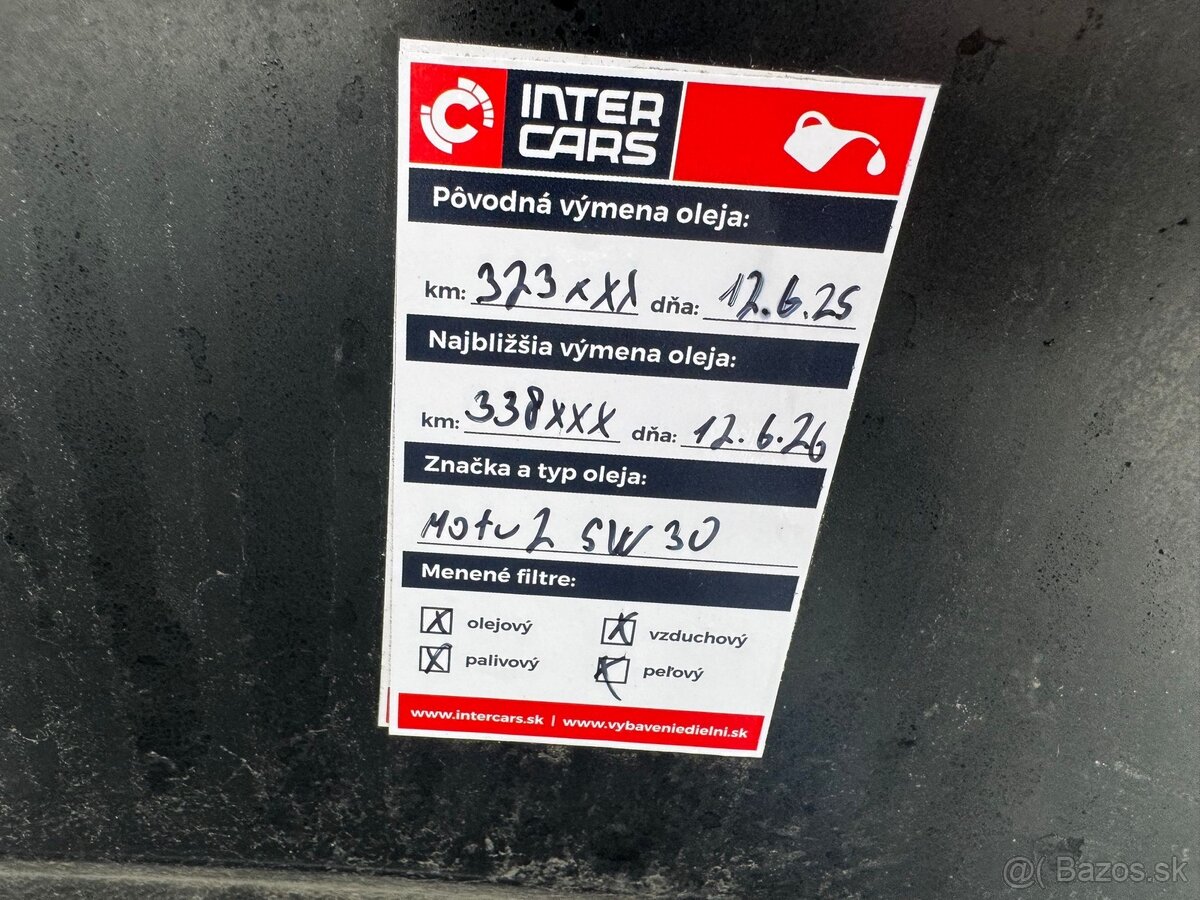 INTER
CARS
Pôvodná výmena oleja:
km: 323xxx dňa: 12.6.25
Najbližšia výmena oleja:
km: 338xxx dňa: 12.6.26
Značka a typ oleja:
Motul 5W30
Menené filtre:
X olejový X vzduchový
X palivový X peľový
www.intercars.sk | www.vybaveniedielni.sk
@( Bazos.sk